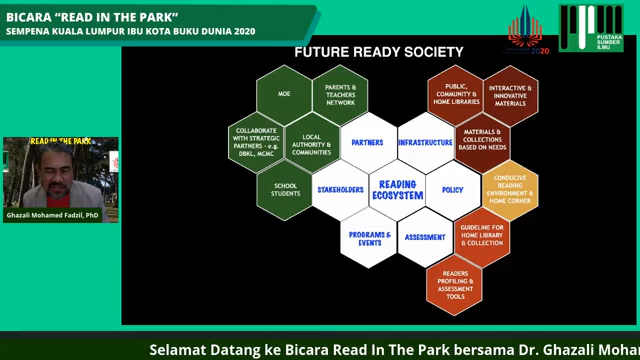 BICARA “READ IN THE PARK”
SEMPENA KUALA LUMPUR IBU KOTA BUKU DUNIA 2020
2020
PUSTAKA
SUMBER
ILMU
FUTURE READY SOCIETY
MOE
PARENTS &
TEACHERS
NETWORK
PUBLIC,
COMMUNITY &
HOME LIBRARIES
INTERACTIVE &
INNOVATIVE
MATERIALS
COLLABORATE
WITH STRATEGIC
PARTNERS - e.g.
DBKL, MCMC
LOCAL
AUTHORITY &
COMMUNITIES
PARTNERS
INFRASTRUCTURE
MATERIALS &
COLLECTIONS
BASED ON NEEDS
SCHOOL
STUDENTS
STAKEHOLDERS
READING
ECOSYSTEM
POLICY
CONDUCIVE
READING
ENVIRONMENT &
HOME CORNER
PROGRAMS &
EVENTS
ASSESSMENT
GUIDELINE FOR
HOME LIBRARY
& COLLECTION
READERS
PROFILING &
ASSESSMENT
TOOLS
READ IN THE PARK
Ghazali Mohamed Fadzil, PhD
Selamat Datang ke Bicara Read In The Park bersama Dr. Ghazali Moha